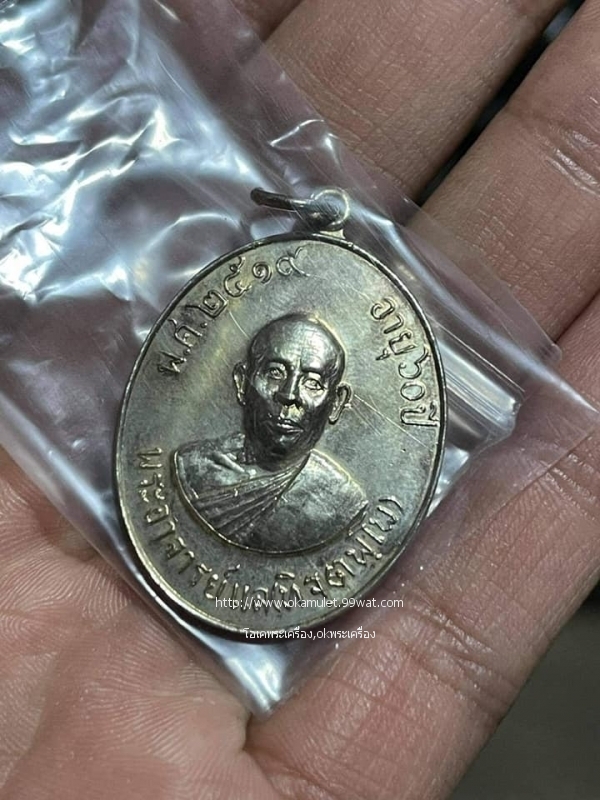 พ.ศ.๒๕๑๙
อายุ๖๐ปี
พระอาจารย์
http://www.okamulet.99wat.com
โอเคพระเครื่อง,okพระเครื่อง